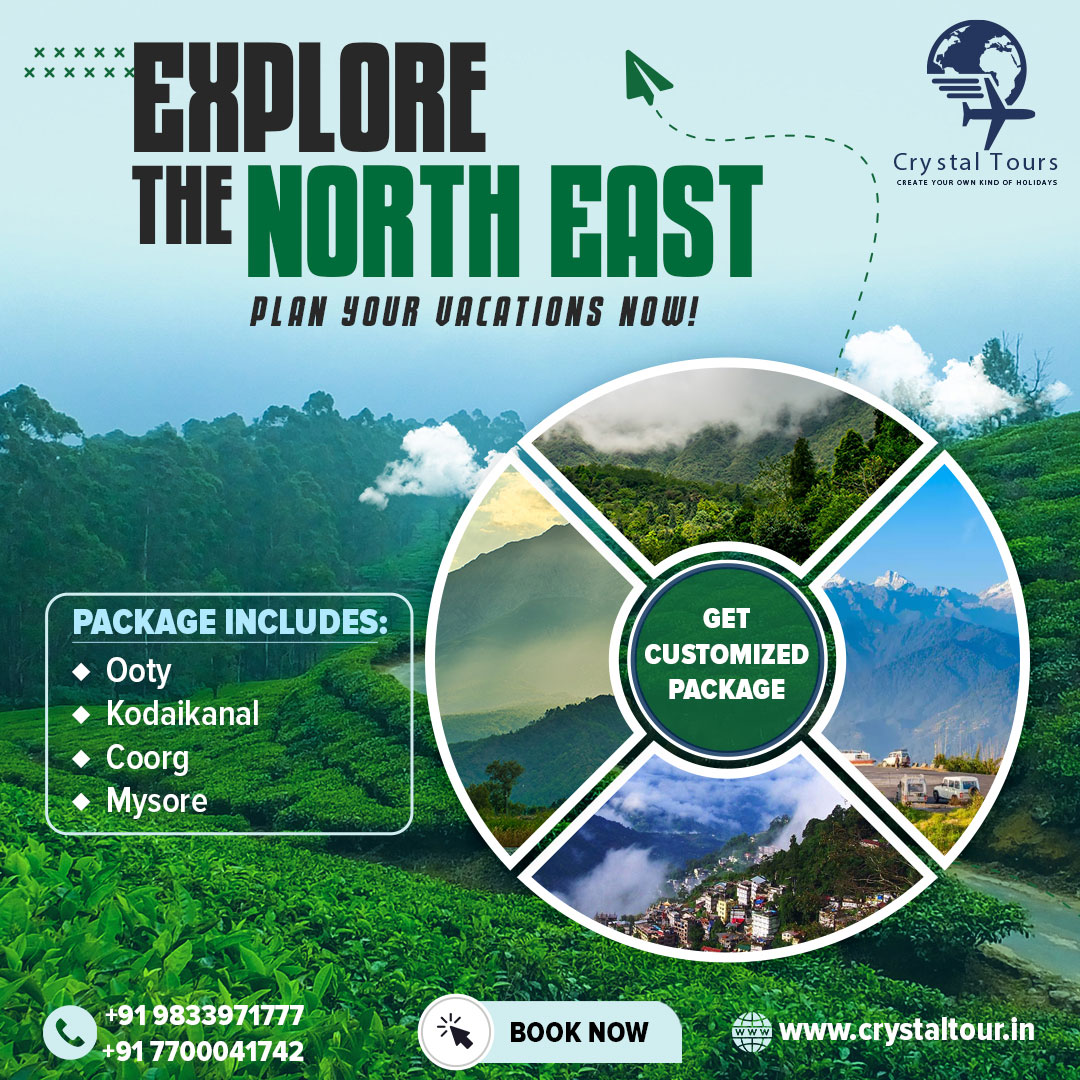 EXPLORE
THE NORTH EAST
PLAN YOUR VACATIONS NOW!
Crystal Tours
CREATE YOUR OWN KIND OF HOLIDAYS
GET
CUSTOMIZED
PACKAGE
PACKAGE INCLUDES:
Ooty
Kodaikanal
Coorg
Mysore
+91 9833971777
+91 7700041742
BOOK NOW
www
www.crystaltour.in